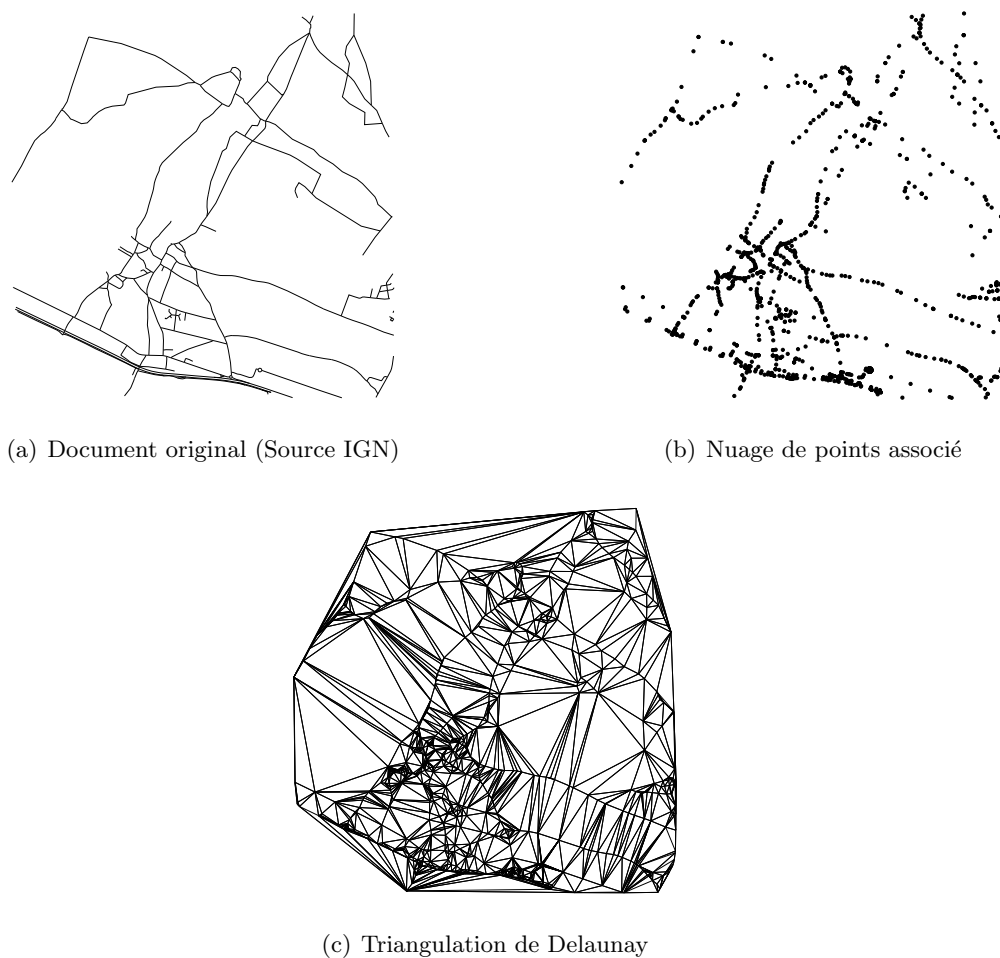 (a) Document original (Source IGN)
(b) Nuage de points associé
(c) Triangulation de Delaunay